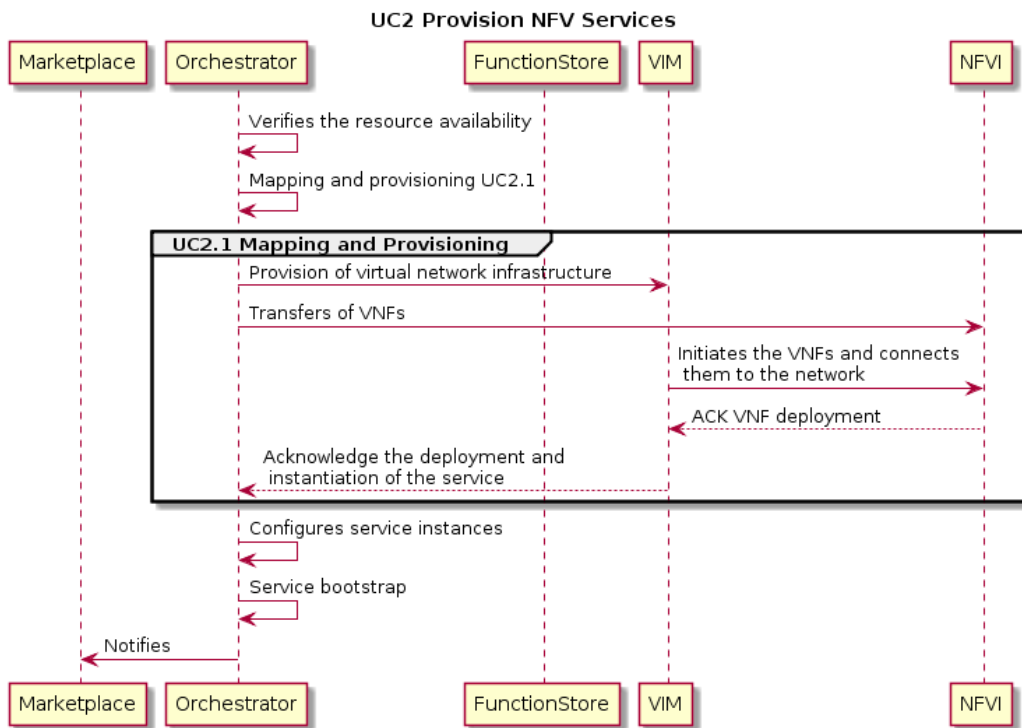 UC2 Provision NFV Services
Marketplace Orchestrator FunctionStore VIM NFVI
Verifies the resource availability
Mapping and provisioning UC2.1
UC2.1 Mapping and Provisioning
Provision of virtual network infrastructure
Transfers of VNFs
Initiates the VNFs and connects
them to the network
ACK VNF deployment
Acknowledge the deployment and
instantiation of the service
Configures service instances
Service bootstrap
Notifies
Marketplace Orchestrator FunctionStore VIM NFVI